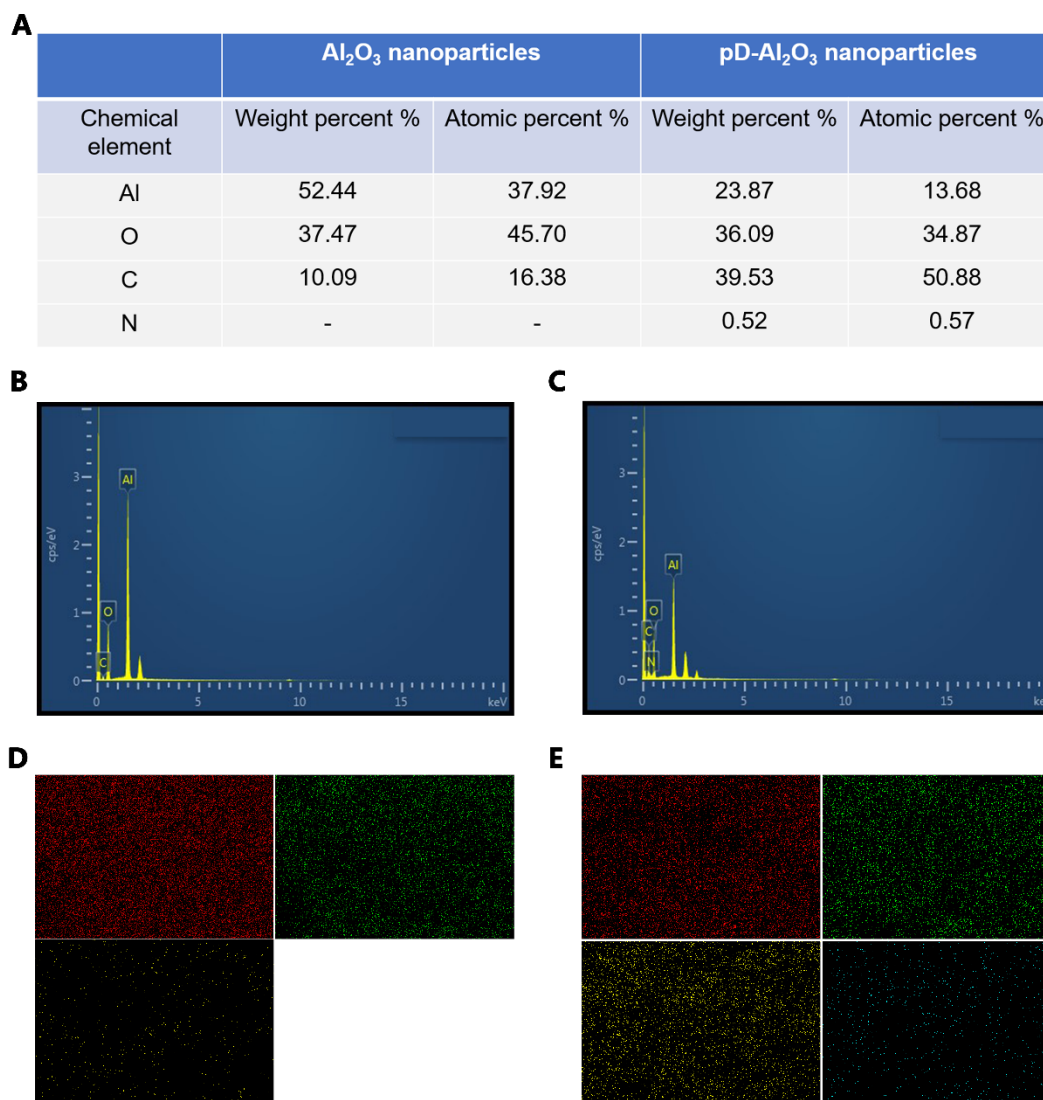 A
Al₂O₃ nanoparticles pD-Al₂O₃ nanoparticles
Chemical element Weight percent % Atomic percent % Weight percent % Atomic percent %
Al 52.44 37.92 23.87 13.68
O 37.47 45.70 36.09 34.87
C 10.09 16.38 39.53 50.88
N - - 0.52 0.57
B
cps/eV
3
2
1
0
Al
O
C
0 5 10 15 keV
C
cps/eV
3
2
1
0
Al
O
C
N
0 5 10 15 ke
D
E